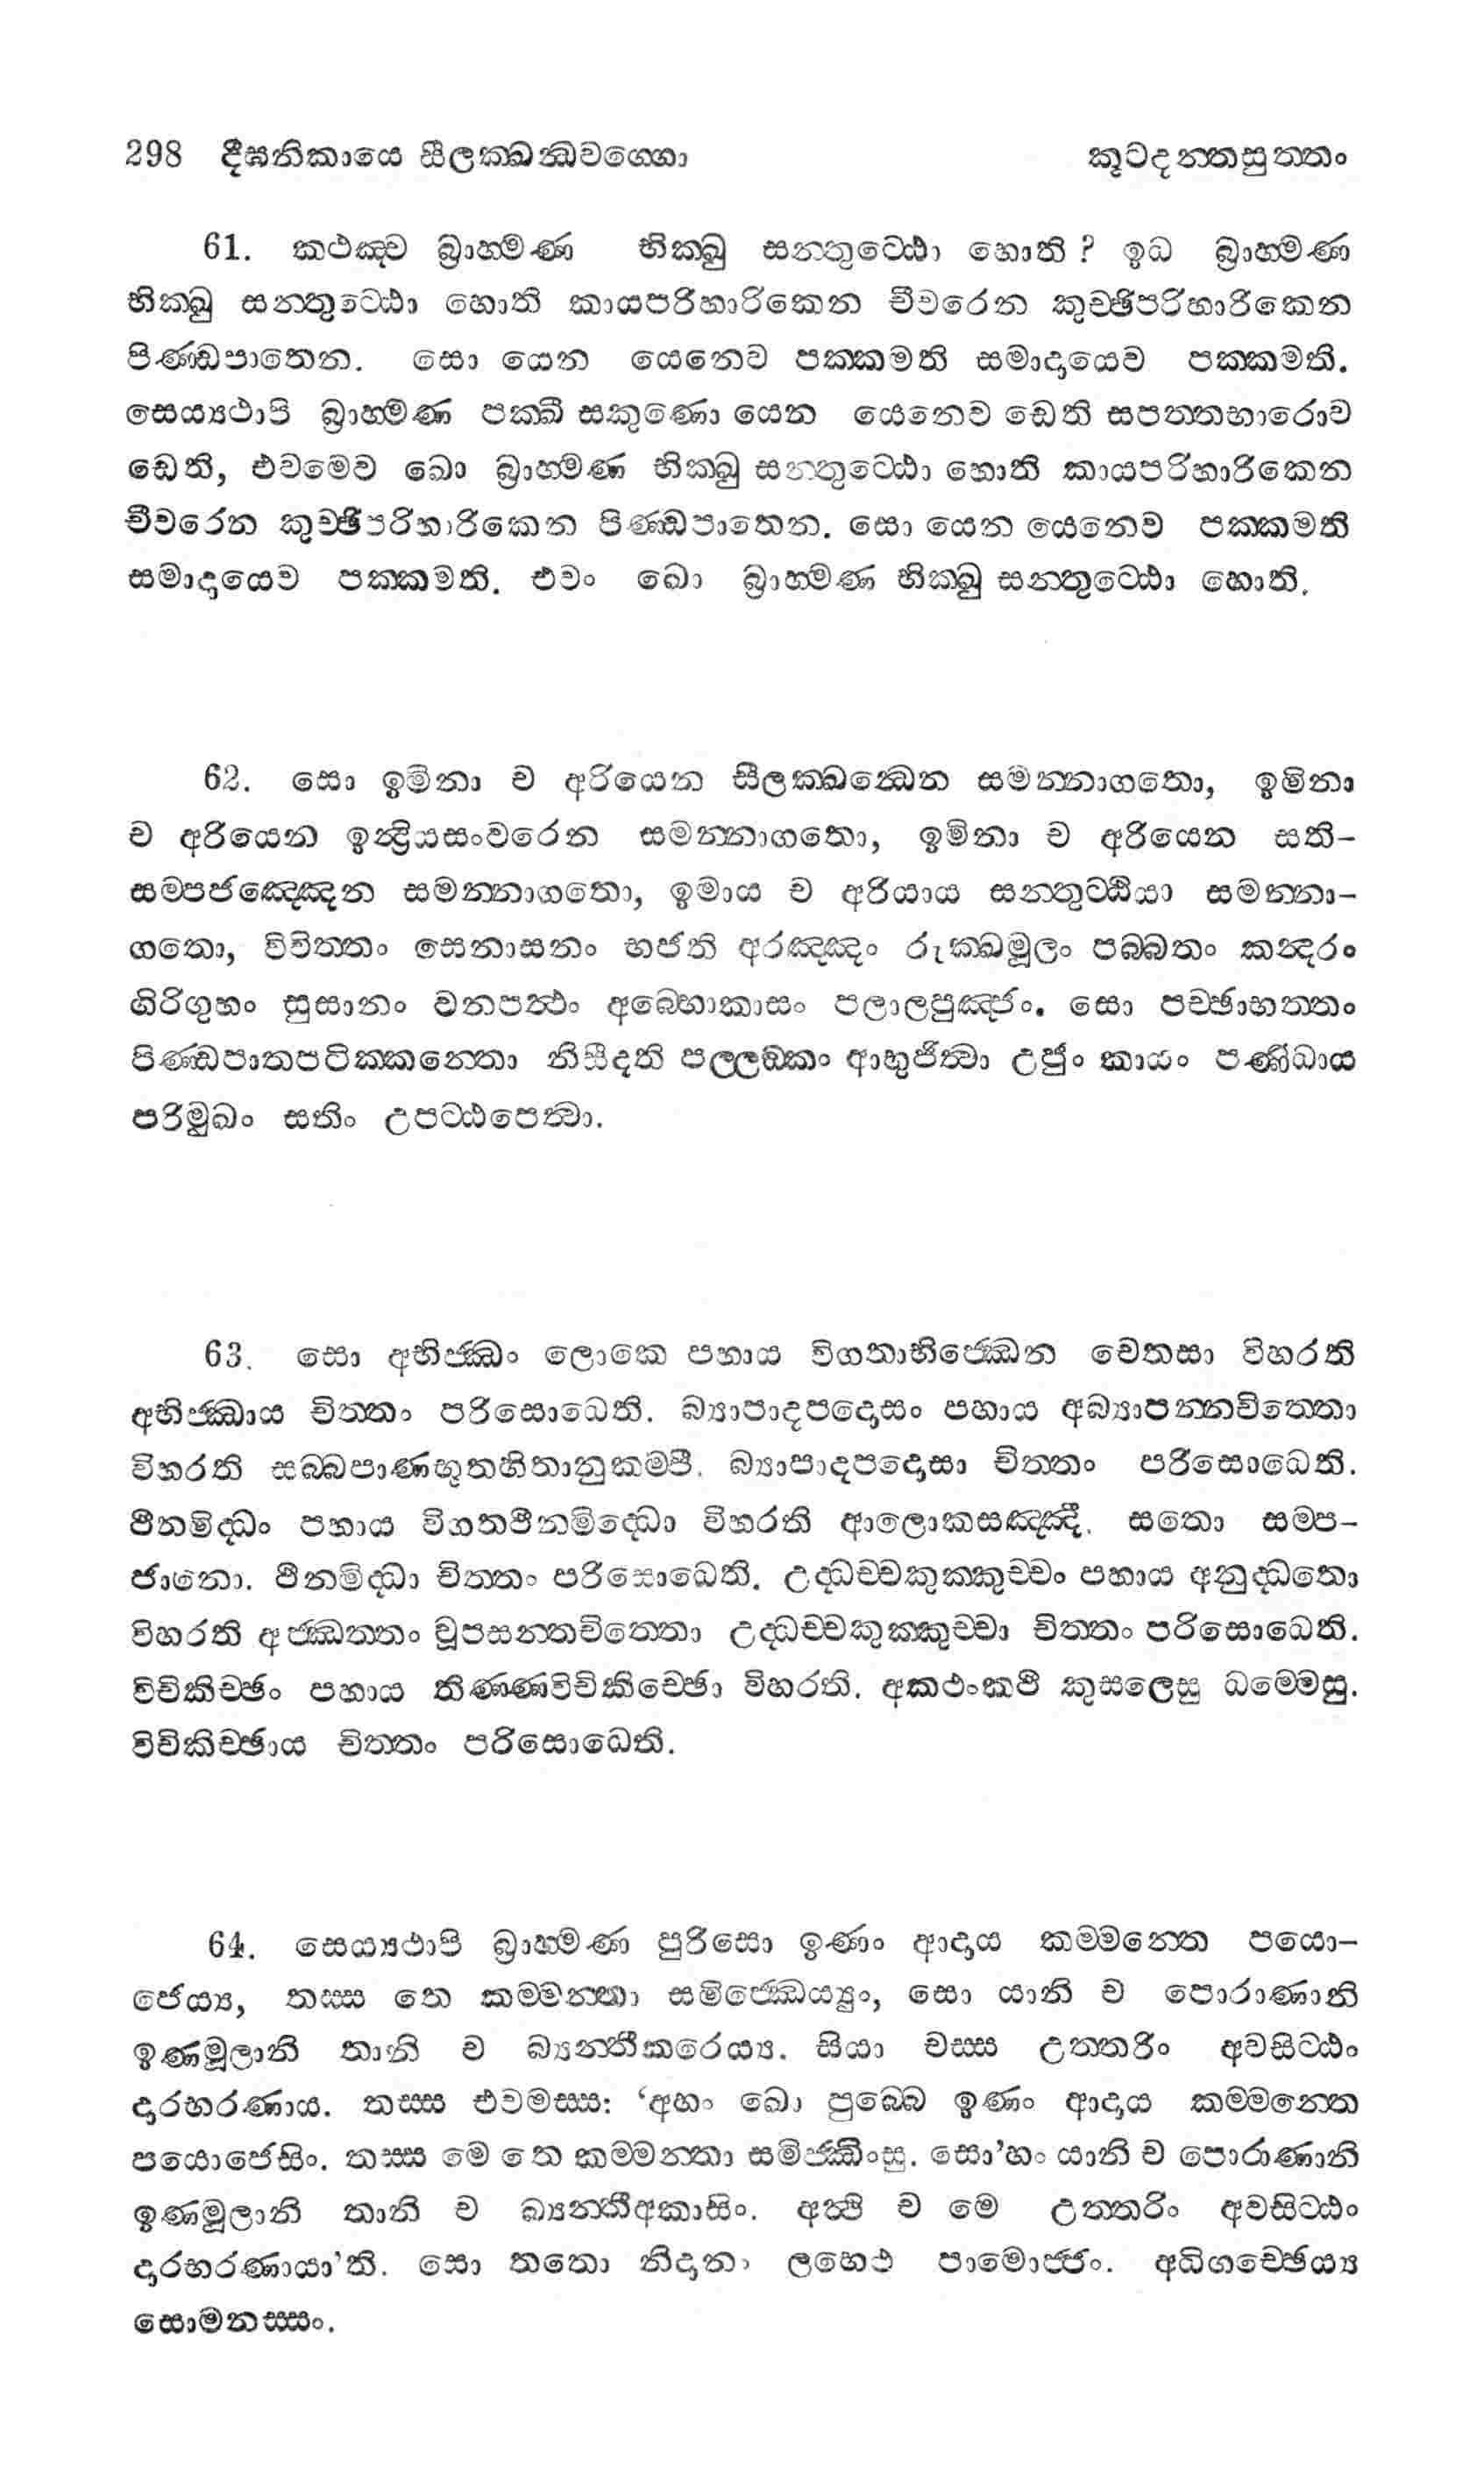 298 දීඝනිකායෙ සීලක්ඛන්ධවග්ගො කූටදන්තසුත්තං
61. කථඤ්ච බ්‍රාහ්මණ භික්ඛු සන්තුට්ඨො හොති? ඉධ බ්‍රාහ්මණ
භික්ඛු සන්තුට්ඨො හොති කායපරිහාරිකෙන චීවරෙන කුච්ඡිපරිහාරිකෙන
පිණ්ඩපාතෙන. සො යෙන යෙනෙව පක්කමති සමාදායෙව පක්කමති.
සෙය්‍යථාපි බ්‍රාහ්මණ පක්ඛී සකුණො යෙන යෙනෙව ඩෙති සපත්තභාරොව
ඩෙති, එවමෙව ඛො බ්‍රාහ්මණ භික්ඛු සන්තුට්ඨො හොති කායපරිහාරිකෙන
චීවරෙන කුච්ඡිපරිහාරිකෙන පිණ්ඩපාතෙන. සො යෙන යෙනෙව පක්කමති
සමාදායෙව පක්කමති. එවං ඛො බ්‍රාහ්මණ භික්ඛු සන්තුට්ඨො හොති.
62. සො ඉමිනා ච අරියෙන සීලක්ඛන්ධෙන සමන්නාගතො, ඉමිනා
ච අරියෙන ඉන්ද්‍රියසංවරෙන සමන්නාගතො, ඉමිනා ච අරියෙන සති-
සම්පජඤ්ඤෙන සමන්නාගතො, ඉමාය ච අරියාය සන්තුට්ඨියා සමන්නා-
ගතො, විවිත්තං සෙනාසනං භජති අරඤ්ඤං රුක්ඛමූලං පබ්බතං කන්දරං
ගිරිගුහං සුසානං වනපත්ථං අබ්භොකාසං පලාලපුඤ්ජං. සො පච්ඡාභත්තං
පිණ්ඩපාතපටික්කන්තො නිසීදති පල්ලඞ්කං ආභුජිත්වා උජුං කායං පණිධාය
පරිමුඛං සතිං උපට්ඨපෙත්වා.
63. සො අභිජ්ඣං ලොකෙ පහාය විගතාභිජ්ඣෙන චෙතසා විහරති
අභිජ්ඣාය චිත්තං පරිසොධෙති. බ්‍යාපාදපදොසං පහාය අබ්‍යාපන්නචිත්තො
විහරති සබ්බපාණභූතහිතානුකම්පී. බ්‍යාපාදපදොසා චිත්තං පරිසොධෙති.
ථීනමිද්ධං පහාය විගතථීනමිද්ධො විහරති ආලොකසඤ්ඤී. සතො සම්ප-
ජානො. ථීනමිද්ධා චිත්තං පරිසොධෙති. උද්ධච්චකුක්කුච්චං පහාය අනුද්ධතො
විහරති අජ්ඣත්තං වූපසන්තචිත්තො උද්ධච්චකුක්කුච්චා චිත්තං පරිසොධෙති.
විචිකිච්ඡං පහාය තිණ්ණවිචිකිච්ඡො විහරති. අකථංකථී කුසලෙසු ධම්මෙසු.
විචිකිච්ඡාය චිත්තං පරිසොධෙති.
64. සෙය්‍යථාපි බ්‍රාහ්මණ පුරිසො ඉණං ආදාය කම්මන්තෙ පයො-
ජෙය්‍ය, තස්ස තෙ කම්මන්තා සමිජ්ඣෙය්‍යුං, සො යානි ච පොරාණානි
ඉණමූලානි තානි ච බ්‍යන්තීකරෙය්‍ය. සියා චස්ස උත්තරිං අවසිට්ඨං
දාරභරණාය. තස්ස එවමස්ස: ‘අහං ඛො පුබ්බෙ ඉණං ආදාය කම්මන්තෙ
පයොජෙසිං. තස්ස මෙ තෙ කම්මන්තා සමිජ්ඣිංසු. සො’හං යානි ච පොරාණානි
ඉණමූලානි තානි ච බ්‍යන්තීඅකාසිං. අත්ථි ච මෙ උත්තරිං අවසිට්ඨං
දාරභරණායා’ති. සො තතො නිදානං ලභෙථ පාමොජ්ජං. අධිගච්ඡෙය්‍ය
සොමනස්සං.